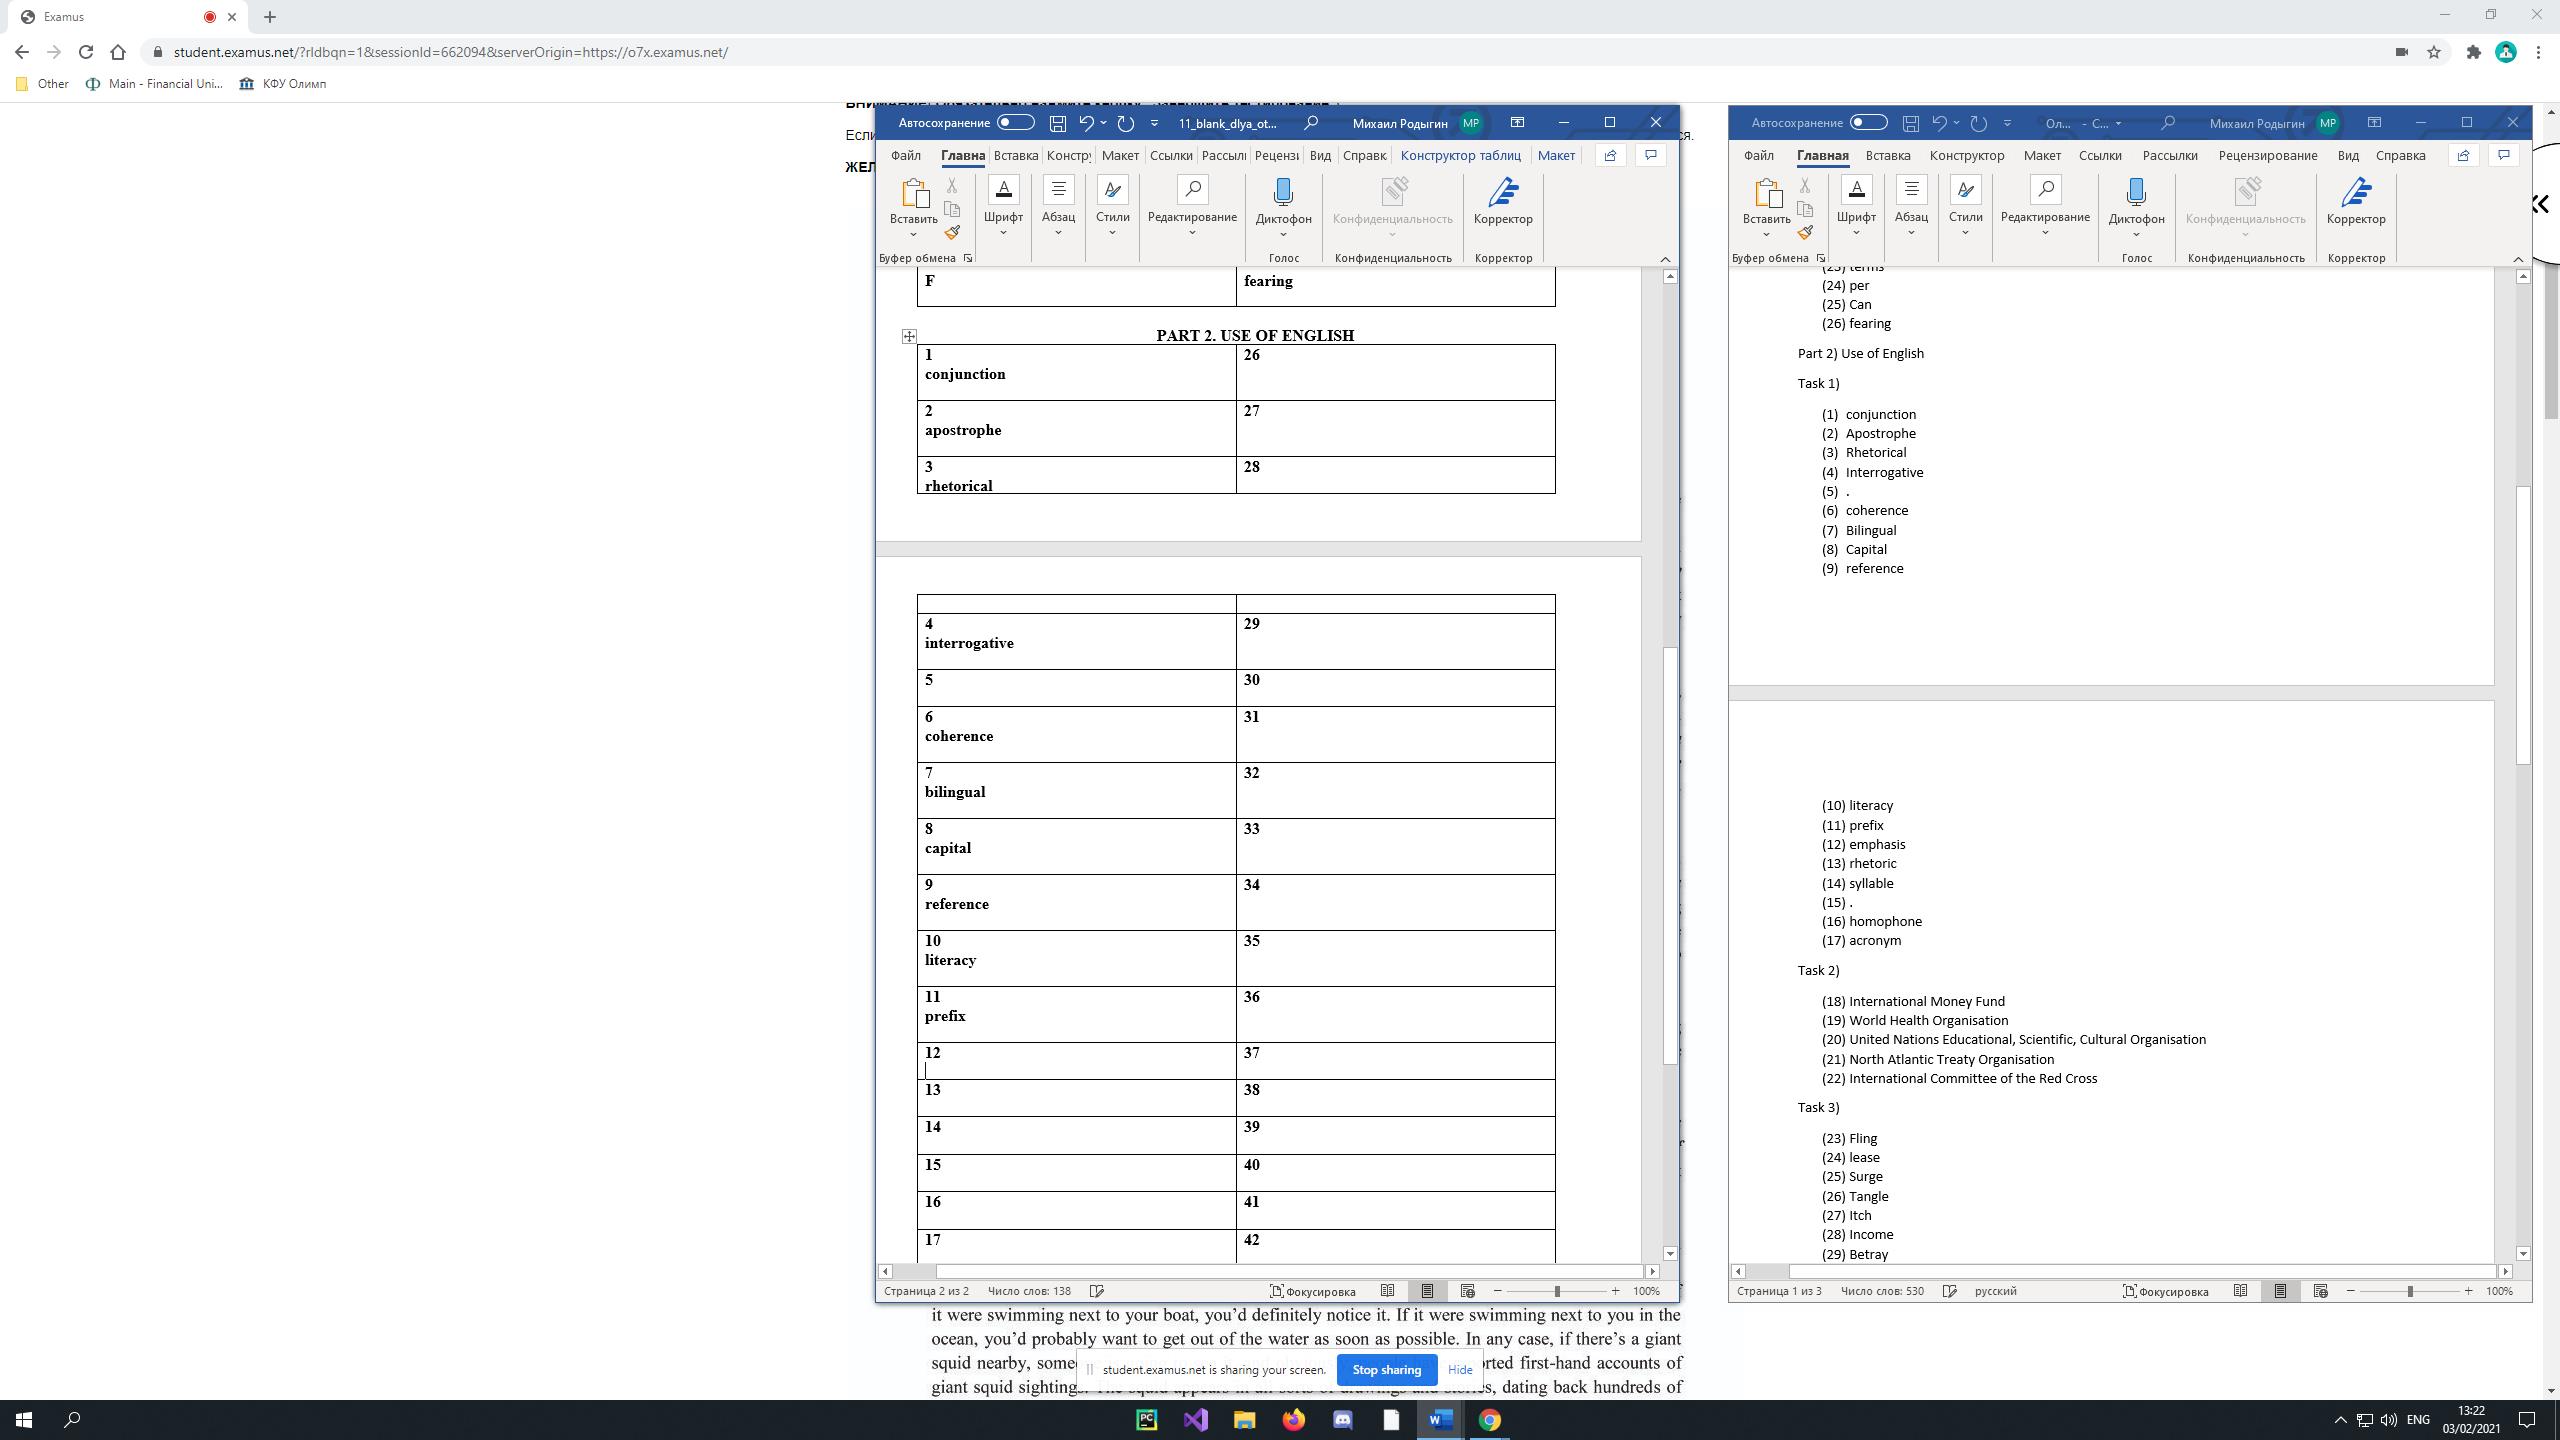 Examus
student.examus.net/?rldbqn=1&sessionId=662094&serverOrigin=https://o7x.examus.net/
Other
Main - Financial Uni...
КФУ Олимп
Если
ся.
ЖЕЛ
Автосохранение
11_blank_dlya_ot...
Михаил Родыгин
МР
Файл
Главна
Вставка
Констру
Макет
Ссылки
Рассыл
Реценз
Вид
Справк
Конструктор таблиц
Макет
Вставить
Шрифт
Абзац
Стили
Редактирование
Диктофон
Конфиденциальность
Корректор
Буфер обмена
Голос
Конфиденциальность
Корректор
F
fearing
PART 2. USE OF ENGLISH
1
conjunction
26
2
apostrophe
27
3
rhetorical
28
4
interrogative
29
5
30
6
coherence
31
7
bilingual
32
8
capital
33
9
reference
34
10
literacy
35
11
prefix
36
12
37
13
38
14
39
15
40
16
41
17
42
Страница 2 из 2
Число слов: 138
Фокусировка
100%
Автосохранение
Ол... - С...
Михаил Родыгин
МР
Файл
Главная
Вставка
Конструктор
Макет
Ссылки
Рассылки
Рецензирование
Вид
Справка
Вставить
Шрифт
Абзац
Стили
Редактирование
Диктофон
Конфиденциальность
Корректор
Буфер обмена
Голос
Конфиденциальность
Корректор
(23) terms
(24) per
(25) Can
(26) fearing
Part 2) Use of English
Task 1)
(1) conjunction
(2) Apostrophe
(3) Rhetorical
(4) Interrogative
(5) .
(6) coherence
(7) Bilingual
(8) Capital
(9) reference
(10) literacy
(11) prefix
(12) emphasis
(13) rhetoric
(14) syllable
(15) .
(16) homophone
(17) acronym
Task 2)
(18) International Money Fund
(19) World Health Organisation
(20) United Nations Educational, Scientific, Cultural Organisation
(21) North Atlantic Treaty Organisation
(22) International Committee of the Red Cross
Task 3)
(23) Fling
(24) lease
(25) Surge
(26) Tangle
(27) Itch
(28) Income
(29) Betray
Страница 1 из 3
Число слов: 530
русский
Фокусировка
100%
it were swimming next to your boat, you'd definitely notice it. If it were swimming next to you in the
ocean, you'd probably want to get out of the water as soon as possible. In any case, if there's a giant
squid nearby, some
orted first-hand accounts of
giant squid sightings
, dating back hundreds of
student.examus.net is sharing your screen.
Stop sharing
Hide
PC
ENG
13:22
03/02/2021